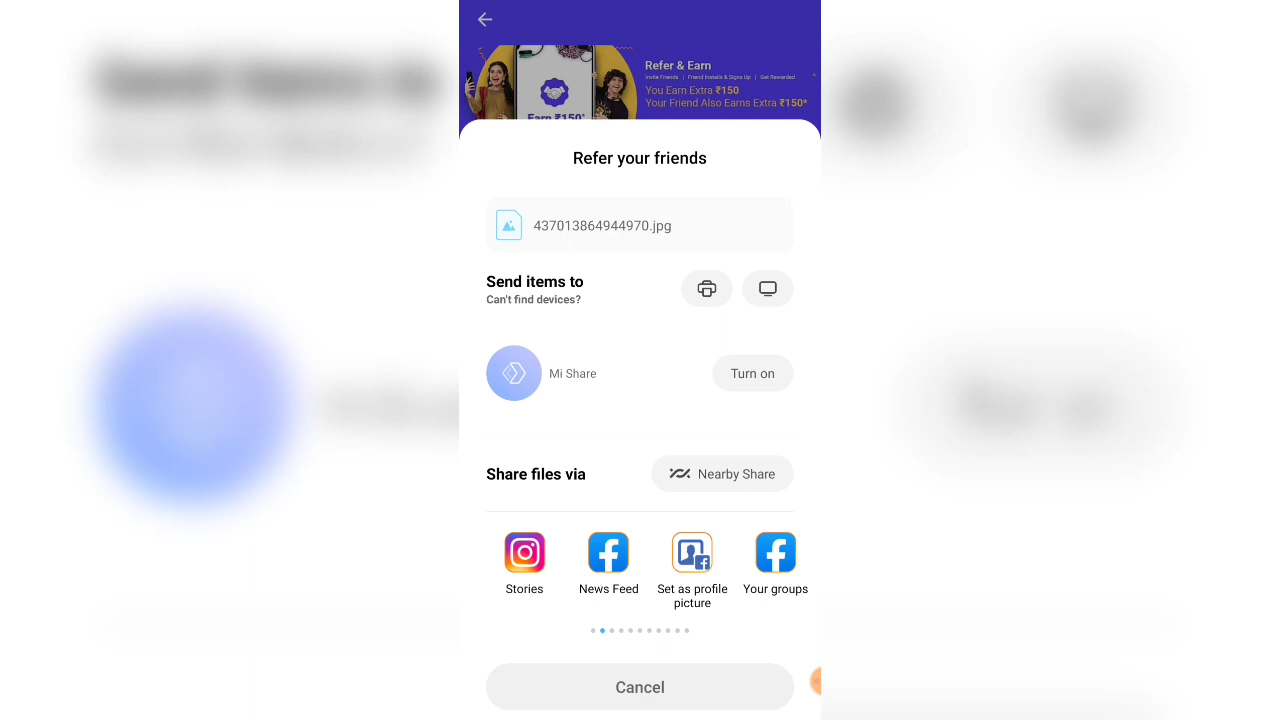 Refer & Earn
Invite Friends | Friend Installs & Signs Up | Get Rewarded
You Earn Extra ₹150
Your Friend Also Earns Extra ₹150*
Earn ₹150*
Refer your friends
437013864944970.jpg
Send items to
Can't find devices?
Mi Share
Turn on
Share files via
Nearby Share
Stories
News Feed
Set as profile
picture
Your groups
Cancel